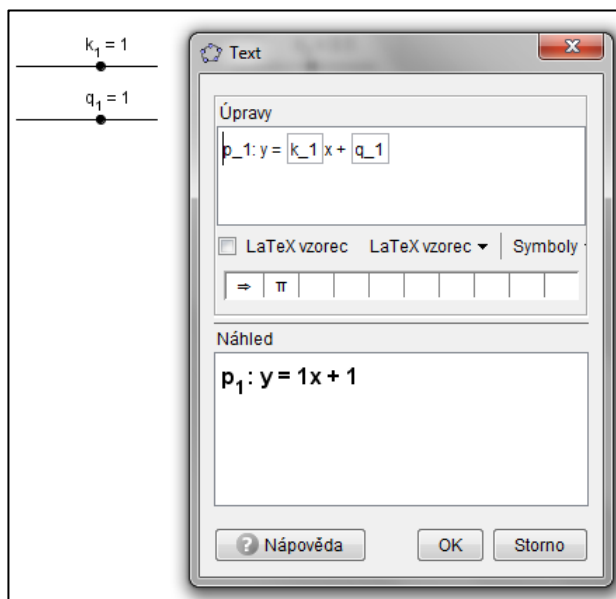 k₁ = 1
q₁ = 1
Text
Úpravy
p_1: y = k_1 x + q_1
LaTeX vzorec LaTeX vzorec Symboly
⇒ π
Náhled
p₁: y = 1x + 1
? Nápověda OK Storno